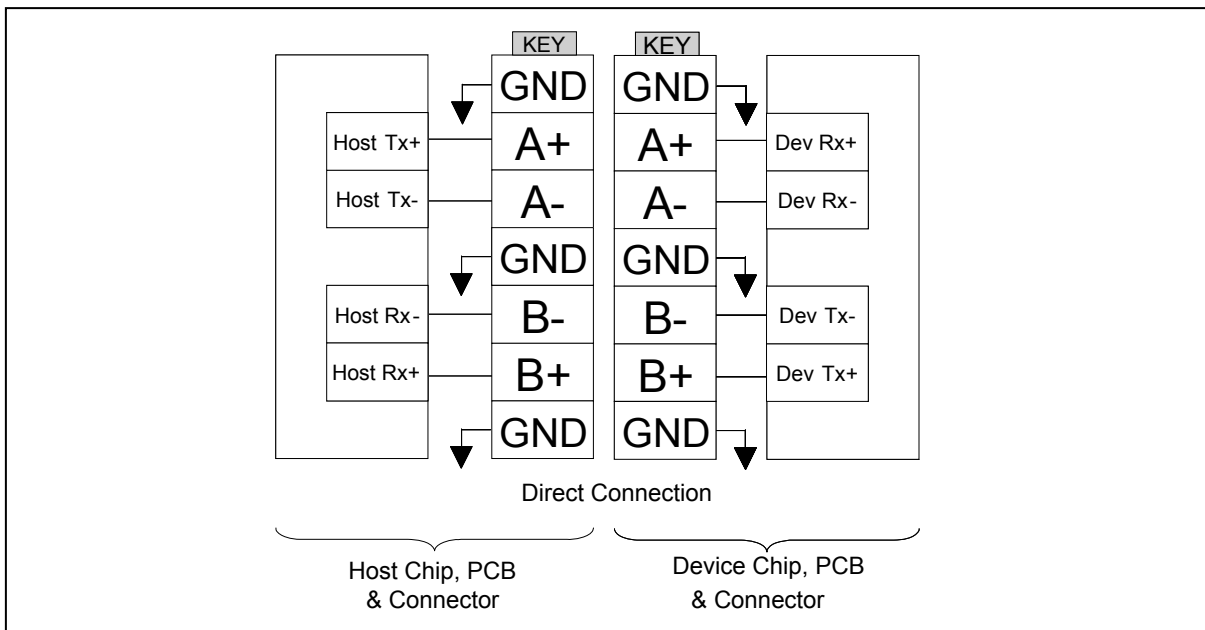 KEY KEY
GND GND
Host Tx+ A+ A+ Dev Rx+
Host Tx- A- A- Dev Rx-
GND GND
Host Rx- B- B- Dev Tx-
Host Rx+ B+ B+ Dev Tx+
GND GND
Direct Connection
Host Chip, PCB
& Connector
Device Chip, PCB
& Connector